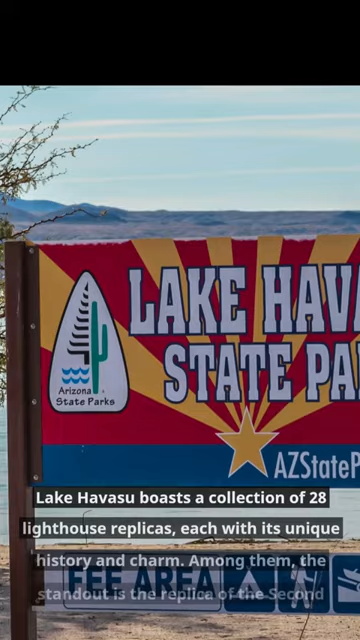 LAKE HAVA
STATE PA
Arizona
State Parks
AZStateP
Lake Havasu boasts a collection of 28
lighthouse replicas, each with its unique
history and charm. Among them, the
standout is the replica of the Second
FEE AREA